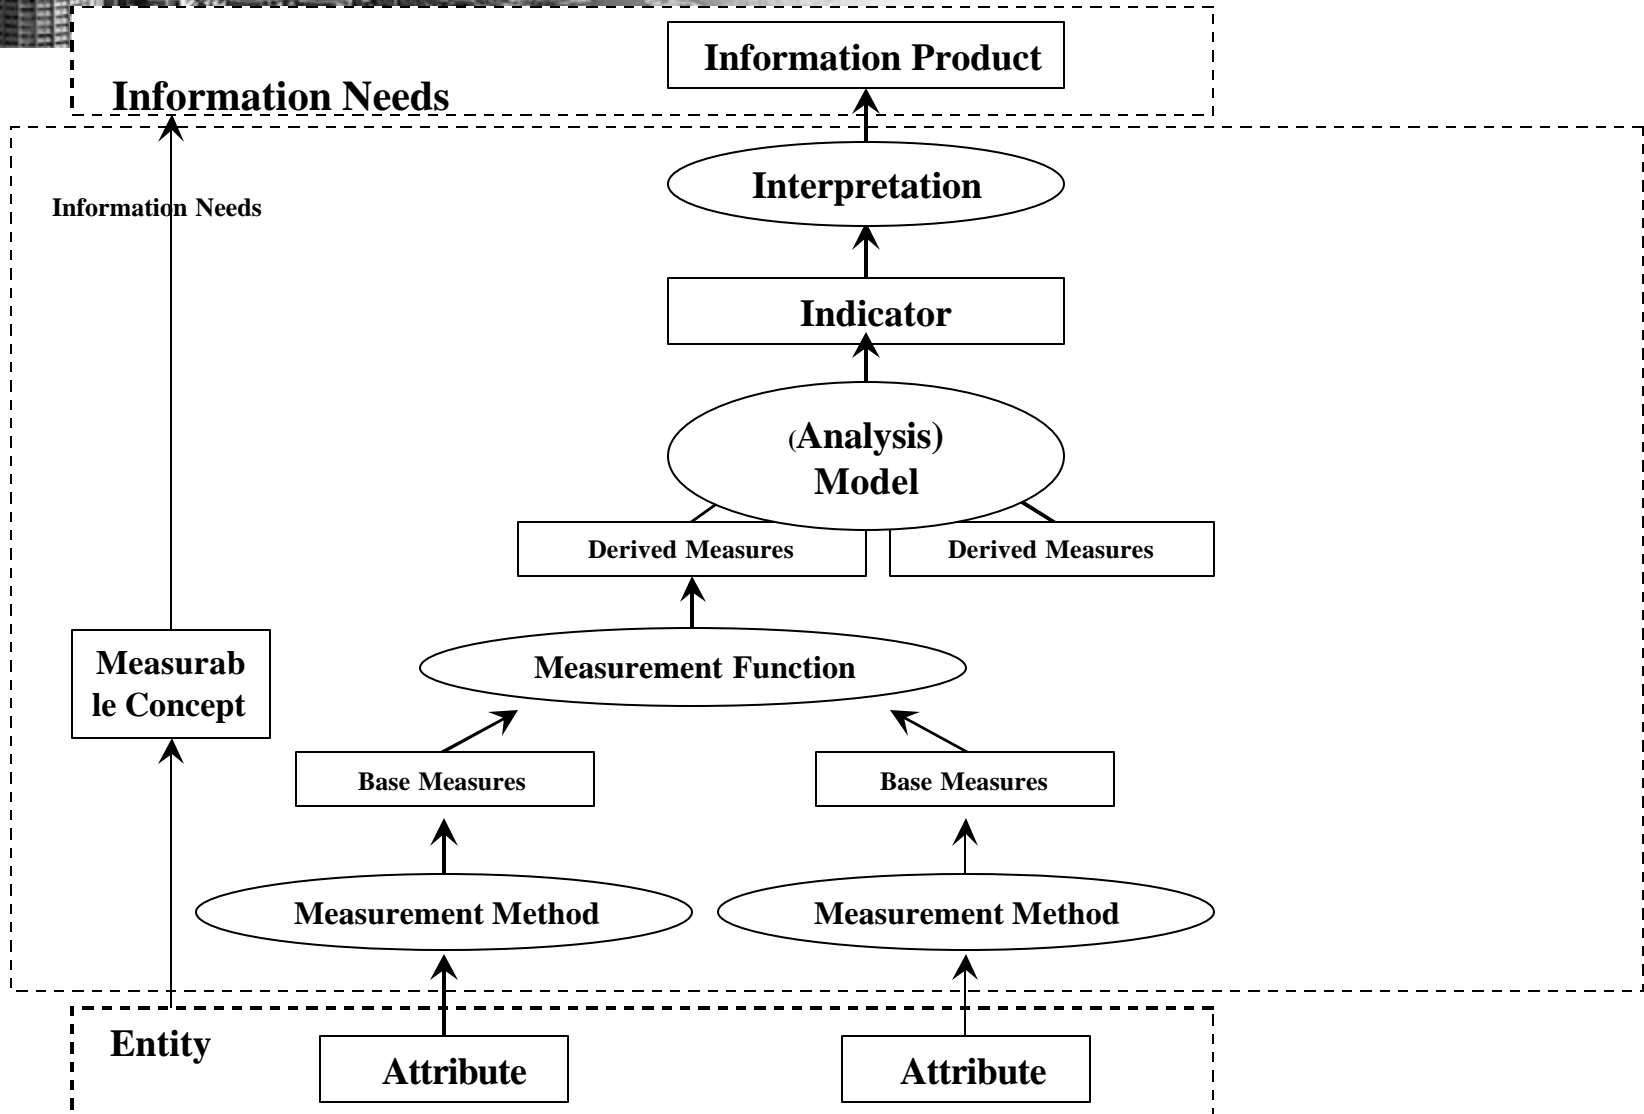 Information Product
Information Needs
Interpretation
Information Needs
Indicator
(Analysis)
Model
Derived Measures
Derived Measures
Measurab
le Concept
Measurement Function
Base Measures
Base Measures
Measurement Method
Measurement Method
Entity
Attribute
Attribute